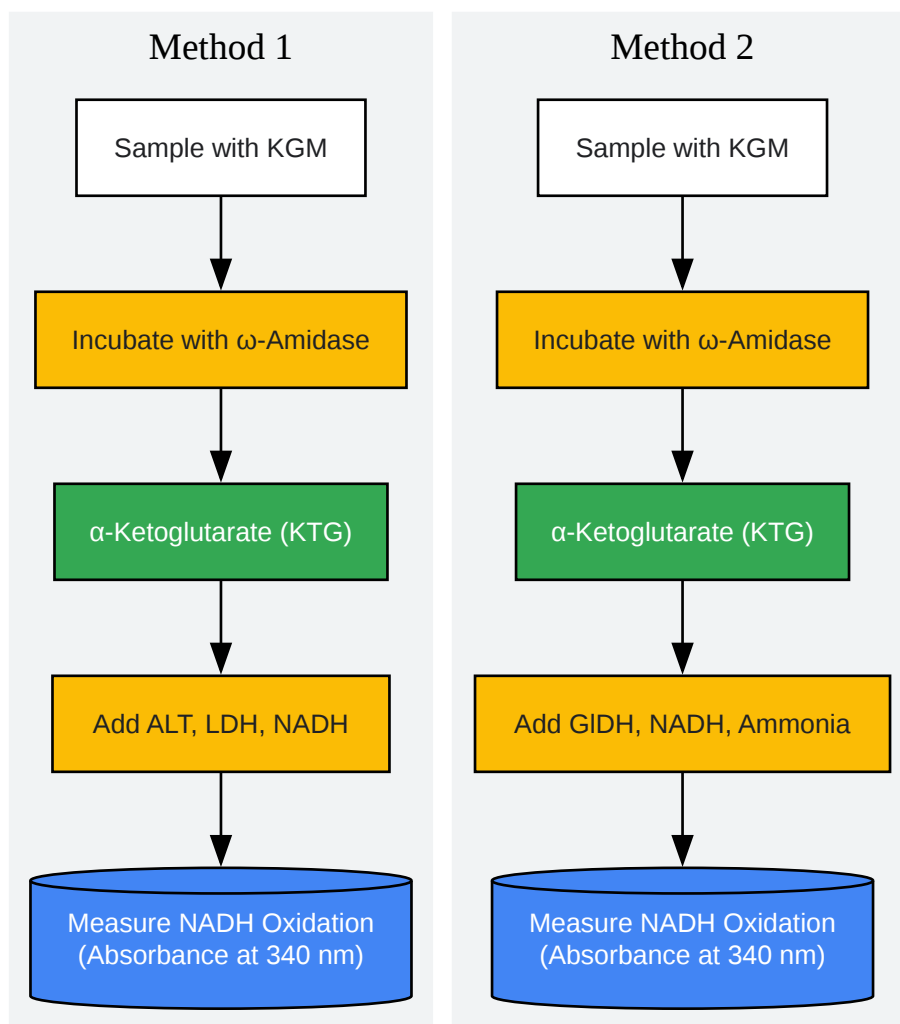 Method 1
Sample with KGM
Incubate with ω-Amidase
α-Ketoglutarate (KTG)
Add ALT, LDH, NADH
Measure NADH Oxidation
(Absorbance at 340 nm)
Method 2
Sample with KGM
Incubate with ω-Amidase
α-Ketoglutarate (KTG)
Add GlDH, NADH, Ammonia
Measure NADH Oxidation
(Absorbance at 340 nm)